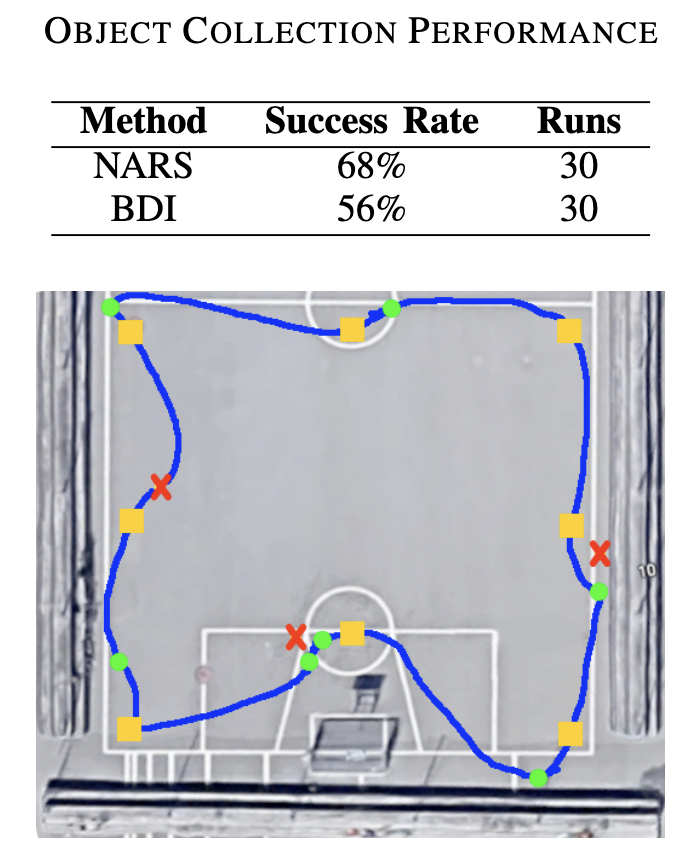 OBJECT COLLECTION PERFORMANCE
Method Success Rate Runs
NARS 68% 30
BDI 56% 30
10